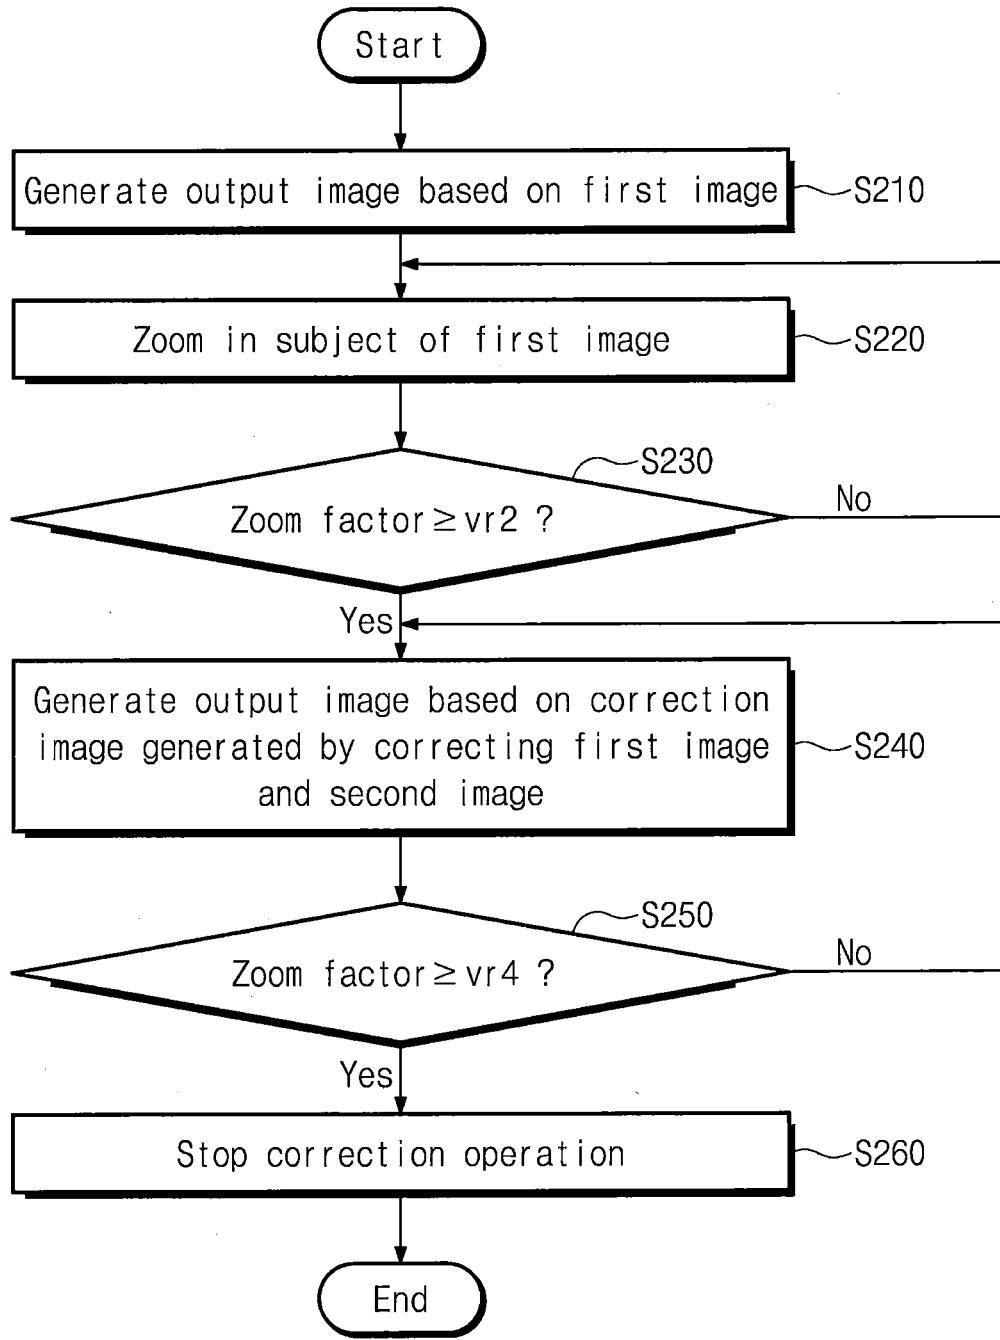 Start
Generate output image based on first image
S210
Zoom in subject of first image
S220
S230
Zoom factor≥vr2 ?
No
Yes
Generate output image based on correction
image generated by correcting first image
and second image
S240
S250
Zoom factor≥vr4 ?
No
Yes
Stop correction operation
S260
End